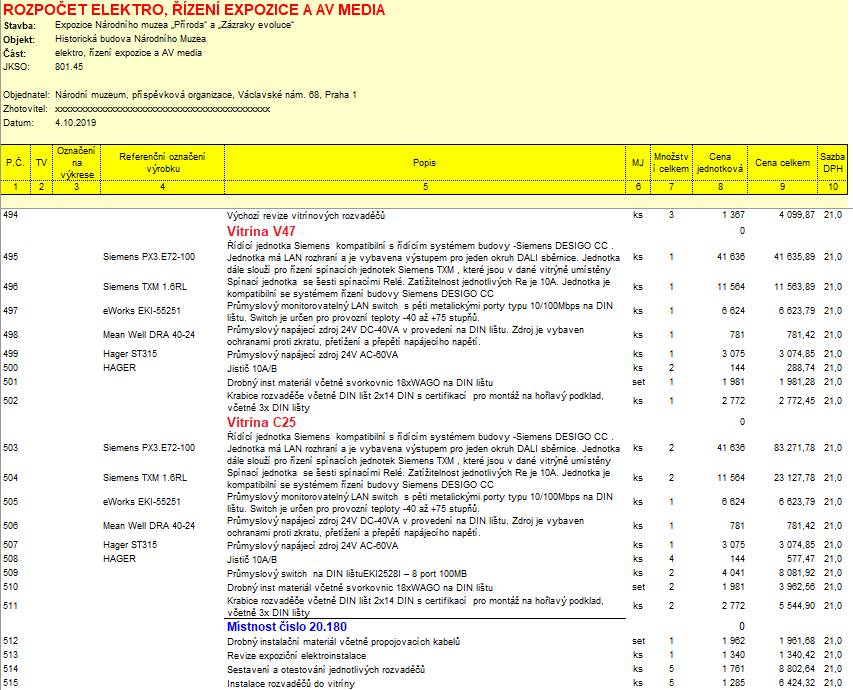 ROZPOČET ELEKTRO, ŘÍZENÍ EXPOZICE A AV MEDIA
Stavba: Expozice Národního muzea „Příroda“ a „Zázraky evoluce“
Objekt: Historická budova Národního Muzea
Část: elektro, řízení expozice a AV media
JKSO: 801.45
Objednatel: Národní muzeum, příspěvková organizace, Václavské nám. 68, Praha 1
Zhotovitel: xxxxxxxxxxxxxxxxxxxxxxxxxxxxxxxxxxxxxxxxxxx
Datum: 4.10.2019
P.Č. TV Označení na výkrese Referenční označení výrobku Popis MJ Množstv í celkem Cena jednotková Cena celkem Sazba DPH
1 2 3 4 5 6 7 8 9 10
494 Výchozí revize vitrínových rozvaděčů ks 3 1 367 4 099,87 21,0
Vitrína V47 0
Řídící jednotka Siemens kompatibilní s řídícím systémem budovy -Siemens DESIGO CC .
495 Siemens PX3.E72-100 Jednotka má LAN rozhraní a je vybavena výstupem pro jeden okruh DALI sběrnice. Jednotka ks 1 41 636 41 635,89 21,0
dále slouží pro řízení spínacích jednotek Siemens TXM , které jsou v dané vitrýně umístěny
496 Siemens TXM 1.6RL Spínací jednotka se šesti spínacími Relé. Zatížitelnost jednotlivých Re je 10A. Jednotka je ks 1 11 564 11 563,89 21,0
kompatibilní se systémem řízení budovy Siemens DESIGO CC
497 eWorks EKI-55251 Průmyslový monitorovatelný LAN switch s pěti metalickými porty typu 10/100Mbps na DIN ks 1 6 624 6 623,79 21,0
lištu. Switch je určen pro provozní teploty -40 až +75 stupňů.
498 Mean Well DRA 40-24 Průmyslový napájecí zdroj 24V DC-40VA v provedení na DIN lištu. Zdroj je vybaven ks 1 781 781,42 21,0
ochranami proti zkratu, přetížení a přepětí napájecího napětí.
499 Hager ST315 Průmyslový napájecí zdroj 24V AC-60VA ks 1 3 075 3 074,85 21,0
500 HAGER Jistič 10A/B ks 2 144 288,74 21,0
501 Drobný inst materiál včetně svorkovnic 18xWAGO na DIN lištu set 1 1 981 1 981,28 21,0
502 Krabice rozvaděče včetně DIN lišt 2x14 DIN s certifikací pro montáž na hořlavý podklad, ks 1 2 772 2 772,45 21,0
včetně 3x DIN lišty
Vitrína C25 0
Řídící jednotka Siemens kompatibilní s řídícím systémem budovy -Siemens DESIGO CC .
503 Siemens PX3.E72-100 Jednotka má LAN rozhraní a je vybavena výstupem pro jeden okruh DALI sběrnice. Jednotka ks 2 41 636 83 271,78 21,0
dále slouží pro řízení spínacích jednotek Siemens TXM , které jsou v dané vitrýně umístěny
504 Siemens TXM 1.6RL Spínací jednotka se šesti spínacími Relé. Zatížitelnost jednotlivých Re je 10A. Jednotka je ks 2 11 564 23 127,78 21,0
kompatibilní se systémem řízení budovy Siemens DESIGO CC
505 eWorks EKI-55251 Průmyslový monitorovatelný LAN switch s pěti metalickými porty typu 10/100Mbps na DIN ks 1 6 624 6 623,79 21,0
lištu. Switch je určen pro provozní teploty -40 až +75 stupňů.
506 Mean Well DRA 40-24 Průmyslový napájecí zdroj 24V DC-40VA v provedení na DIN lištu. Zdroj je vybaven ks 1 781 781,42 21,0
ochranami proti zkratu, přetížení a přepětí napájecího napětí.
507 Hager ST315 Průmyslový napájecí zdroj 24V AC-60VA ks 1 3 075 3 074,85 21,0
508 HAGER Jistič 10A/B ks 4 144 577,47 21,0
509 Průmyslový switch na DIN lištuEKI2528I – 8 port 100MB ks 2 4 041 8 081,92 21,0
510 Drobný inst materiál včetně svorkovnic 18xWAGO na DIN lištu set 2 1 981 3 962,56 21,0
511 Krabice rozvaděče včetně DIN lišt 2x14 DIN s certifikací pro montáž na hořlavý podklad, ks 2 2 772 5 544,90 21,0
včetně 3x DIN lišty
Místnost číslo 20.180 0
512 Drobný instalační materiál včetně propojovacích kabelů set 1 1 962 1 961,68 21,0
513 Revize expoziční elektroinstalace ks 1 1 340 1 340,42 21,0
514 Sestavení a otestování jednotlivých rozvaděčů ks 5 1 761 8 802,64 21,0
515 Instalace rozvaděčů do vitríny ks 5 1 285 6 424,32 21,0